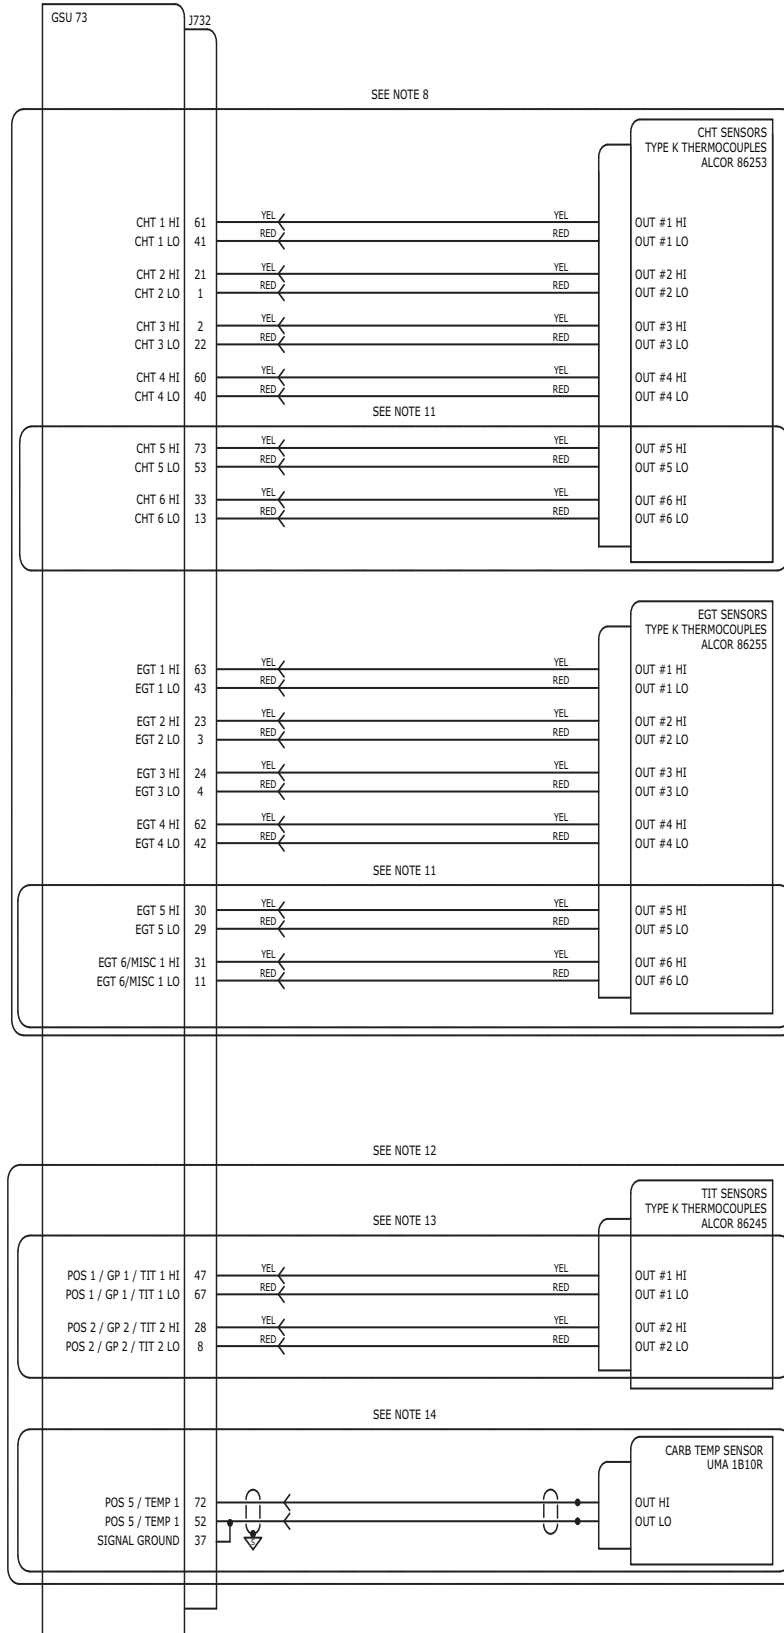 GSU 73
J732
SEE NOTE 8
CHT SENSORS
TYPE K THERMOCOUPLES
ALCOR 86253
CHT 1 HI 61 YEL YEL OUT #1 HI
CHT 1 LO 41 RED RED OUT #1 LO
CHT 2 HI 21 YEL YEL OUT #2 HI
CHT 2 LO 1 RED RED OUT #2 LO
CHT 3 HI 2 YEL YEL OUT #3 HI
CHT 3 LO 22 RED RED OUT #3 LO
CHT 4 HI 60 YEL YEL OUT #4 HI
CHT 4 LO 40 RED RED OUT #4 LO
SEE NOTE 11
CHT 5 HI 73 YEL YEL OUT #5 HI
CHT 5 LO 53 RED RED OUT #5 LO
CHT 6 HI 33 YEL YEL OUT #6 HI
CHT 6 LO 13 RED RED OUT #6 LO
EGT SENSORS
TYPE K THERMOCOUPLES
ALCOR 86255
EGT 1 HI 63 YEL YEL OUT #1 HI
EGT 1 LO 43 RED RED OUT #1 LO
EGT 2 HI 23 YEL YEL OUT #2 HI
EGT 2 LO 3 RED RED OUT #2 LO
EGT 3 HI 24 YEL YEL OUT #3 HI
EGT 3 LO 4 RED RED OUT #3 LO
EGT 4 HI 62 YEL YEL OUT #4 HI
EGT 4 LO 42 RED RED OUT #4 LO
SEE NOTE 11
EGT 5 HI 30 YEL YEL OUT #5 HI
EGT 5 LO 29 RED RED OUT #5 LO
EGT 6/MISC 1 HI 31 YEL YEL OUT #6 HI
EGT 6/MISC 1 LO 11 RED RED OUT #6 LO
SEE NOTE 12
TIT SENSORS
TYPE K THERMOCOUPLES
ALCOR 86245
SEE NOTE 13
POS 1 / GP 1 / TIT 1 HI 47 YEL YEL OUT #1 HI
POS 1 / GP 1 / TIT 1 LO 67 RED RED OUT #1 LO
POS 2 / GP 2 / TIT 2 HI 28 YEL YEL OUT #2 HI
POS 2 / GP 2 / TIT 2 LO 8 RED RED OUT #2 LO
SEE NOTE 14
CARB TEMP SENSOR
UMA 1B10R
POS 5 / TEMP 1 72 OUT HI
POS 5 / TEMP 1 52 OUT LO
SIGNAL GROUND 37 S